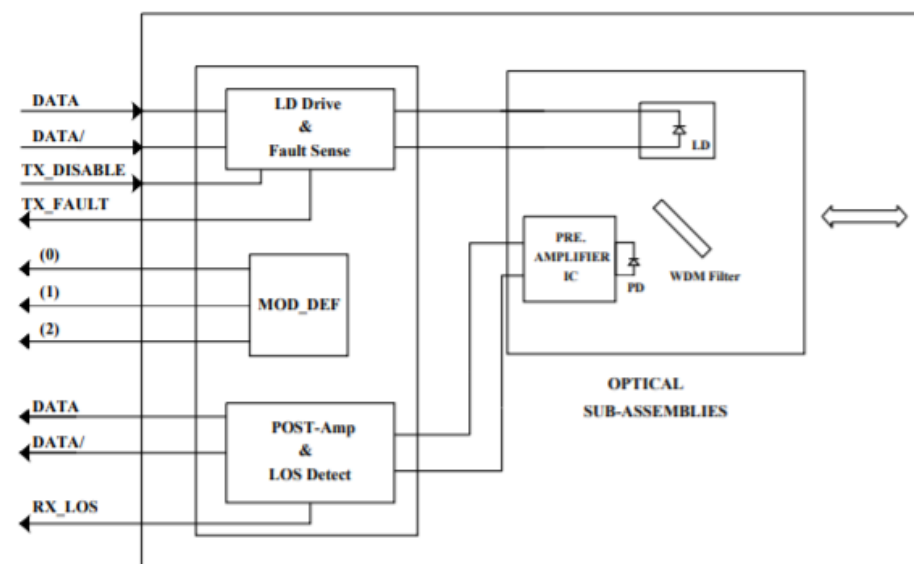 DATA
DATA/
TX_DISABLE
TX_FAULT
LD Drive
&
Fault Sense
(0)
(1)
(2)
MOD_DEF
DATA
DATA/
RX_LOS
POST-Amp
&
LOS Detect
LD
PRE.
AMPLIFIER
IC
PD
WDM Filter
OPTICAL
SUB-ASSEMBLIES